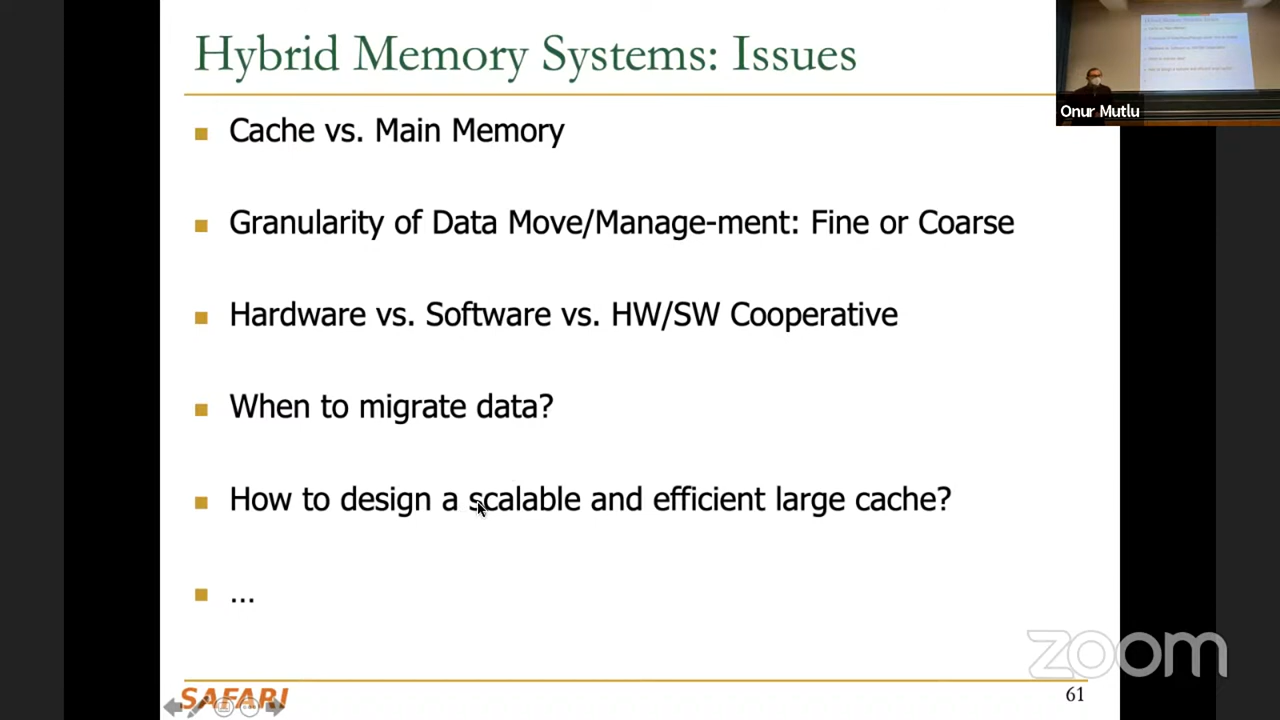 Hybrid Memory Systems: Issues
Cache vs. Main Memory
Granularity of Data Move/Manage-ment: Fine or Coarse
Hardware vs. Software vs. HW/SW Cooperative
When to migrate data?
How to design a scalable and efficient large cache?
...
SAFARI
61
Onur Mutlu
zoom